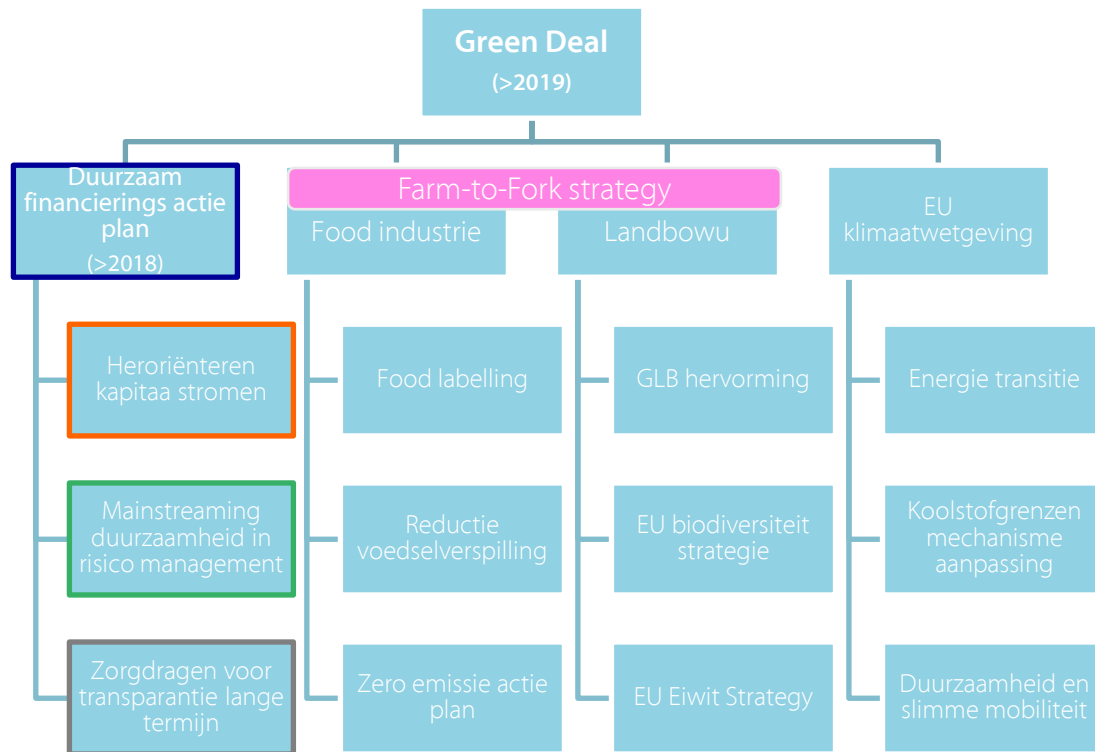 Green Deal
(>2019)
Duurzaam
financierings actie
plan
(>2018)
Farm-to-Fork strategy
Food industrie
Landbowu
EU
klimaatwetgeving
Heroriënteren
kapitaa stromen
Food labelling
GLB hervorming
Energie transitie
Mainstreaming
duurzaamheid in
risico management
Reductie
voedselverspilling
EU biodiversiteit
strategie
Koolstofgrenzen
mechanisme
aanpassing
Zorgdragen voor
transparantie lange
termijn
Zero emissie actie
plan
EU Eiwit Strategy
Duurzaamheid en
slimme mobiliteit